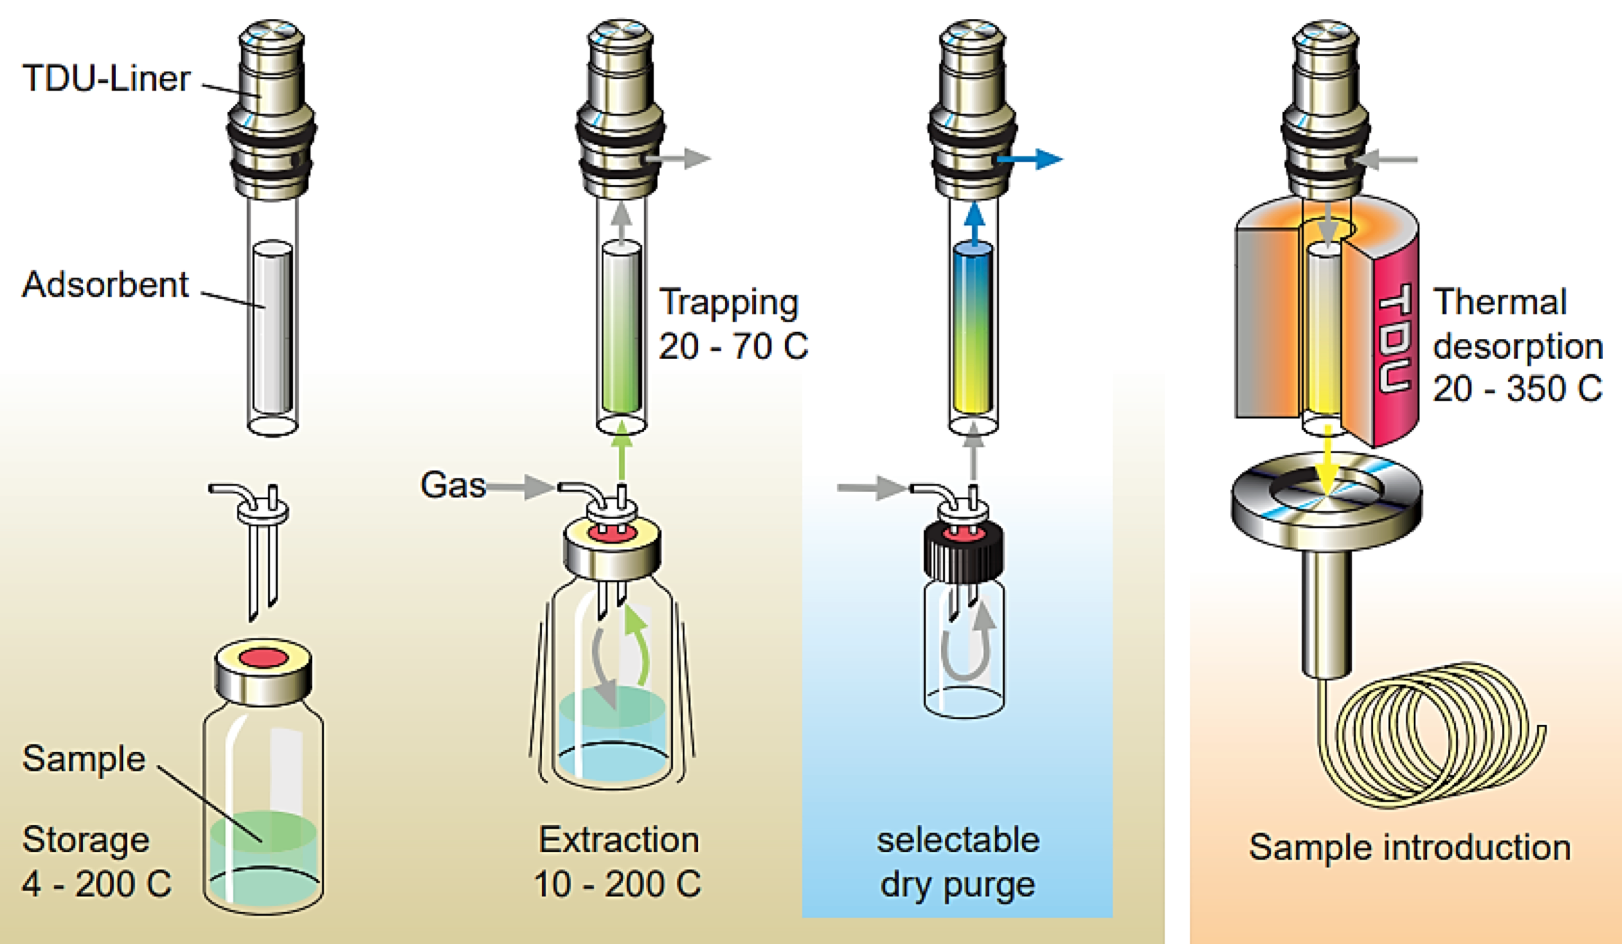 TDU-Liner
Adsorbent
Sample
Storage
4 - 200 C
Trapping
20 - 70 C
Gas
Extraction
10 - 200 C
selectable
dry purge
TDU
Thermal
desorption
20 - 350 C
Sample introduction